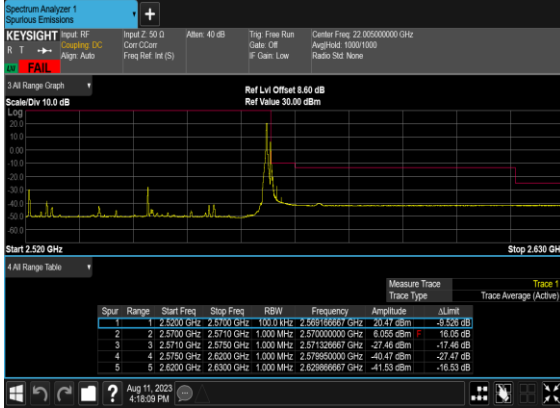 Spectrum Analyzer 1
Spurious Emissions
+
KEYSIGHT Input: RF Input Z: 50 Ω Atten: 40 dB Trig: Free Run Center Freq: 22.005000000 GHz
R T Coupling: DC Corr CCorr Gate: Off Avg|Hold: 1000/1000
Align: Auto Freq Ref: Int (S) IF Gain: Low Radio Std: None
FAIL
3 All Range Graph
Ref Lvl Offset 8.60 dB
Scale/Div 10.0 dB Ref Value 30.00 dBm
Log
20.0
10.0
0.00
-10.0
-20.0
-30.0
-40.0
-50.0
-60.0
Start 2.520 GHz Stop 2.630 GH
4 All Range Table
Measure Trace Trace 1
Trace Type Trace Average (Active)
Spur Range Start Freq Stop Freq RBW Frequency Amplitude ΔLimit
1 1 2.5200 GHz 2.5700 GHz 100.0 kHz 2.569166667 GHz 20.47 dBm -9.526 dB
2 2 2.5700 GHz 2.5710 GHz 1.000 MHz 2.570000000 GHz 6.055 dBm F 16.05 dB
3 3 2.5710 GHz 2.5750 GHz 1.000 MHz 2.571326667 GHz -27.46 dBm -17.46 dB
4 4 2.5750 GHz 2.6200 GHz 1.000 MHz 2.579950000 GHz -40.47 dBm -27.47 dB
5 5 2.6200 GHz 2.6300 GHz 1.000 MHz 2.629866667 GHz -41.53 dBm -16.53 dB
Aug 11, 2023
4:18:09 PM